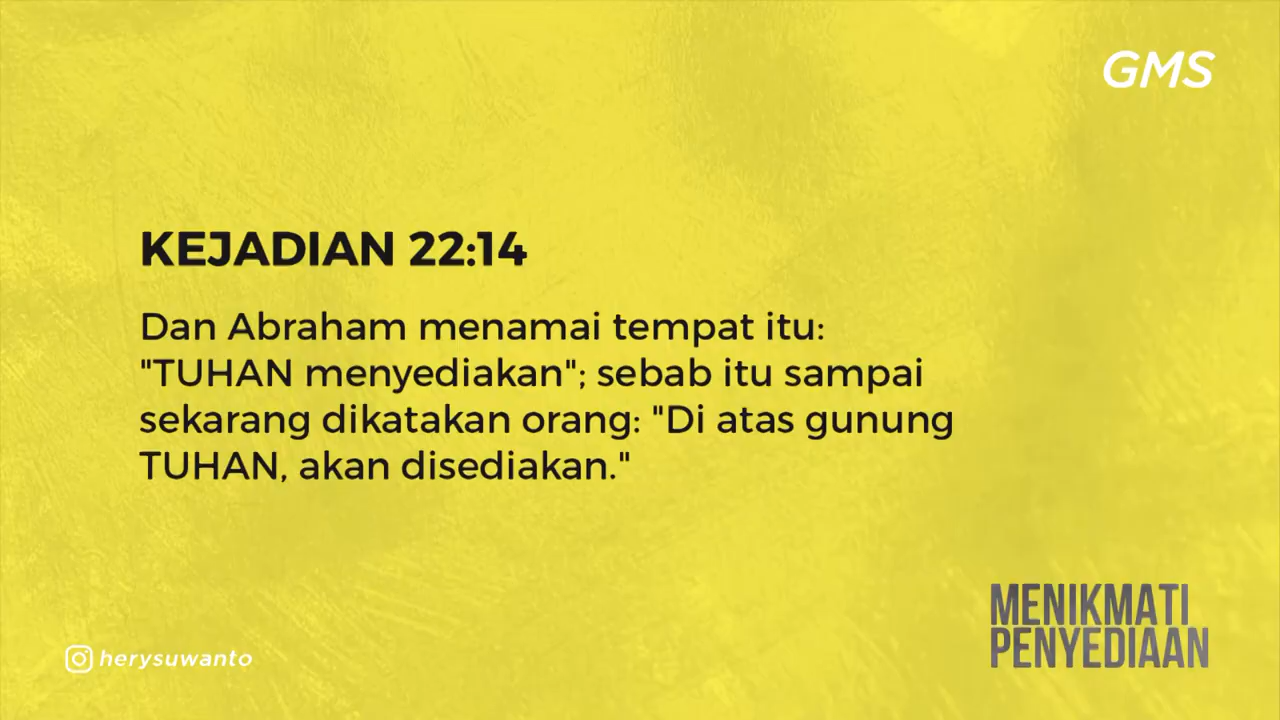 GMS
KEJADIAN 22:14
Dan Abraham menamai tempat itu:
"TUHAN menyediakan"; sebab itu sampai
sekarang dikatakan orang: "Di atas gunung
TUHAN, akan disediakan."
MENIKMATI
PENYEDIAAN
herysuwanto